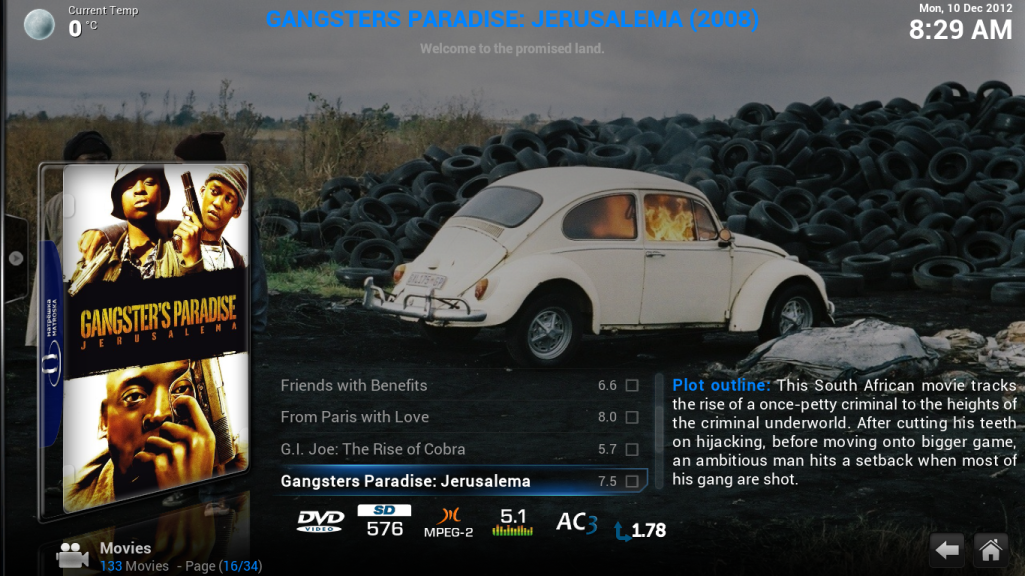 Current Temp
0 °C
GANGSTERS PARADISE: JERUSALEMA (2008)
Welcome to the promised land.
Mon, 10 Dec 2012
8:29 AM
GANGSTER'S PARADISE
JERUSALEMA
МАТРЁШКА
MATROSKA
Friends with Benefits 6.6
From Paris with Love 8.0
G.I. Joe: The Rise of Cobra 5.7
Gangsters Paradise: Jerusalema 7.5
Plot outline: This South African movie tracks
the rise of a once-petty criminal to the heights of
the criminal underworld. After cutting his teeth
on hijacking, before moving onto bigger game,
an ambitious man hits a setback when most of
his gang are shot.
DVD VIDEO
SD 576
MPEG-2
5.1
AC3
1.78
Movies
133 Movies - Page (16/34)